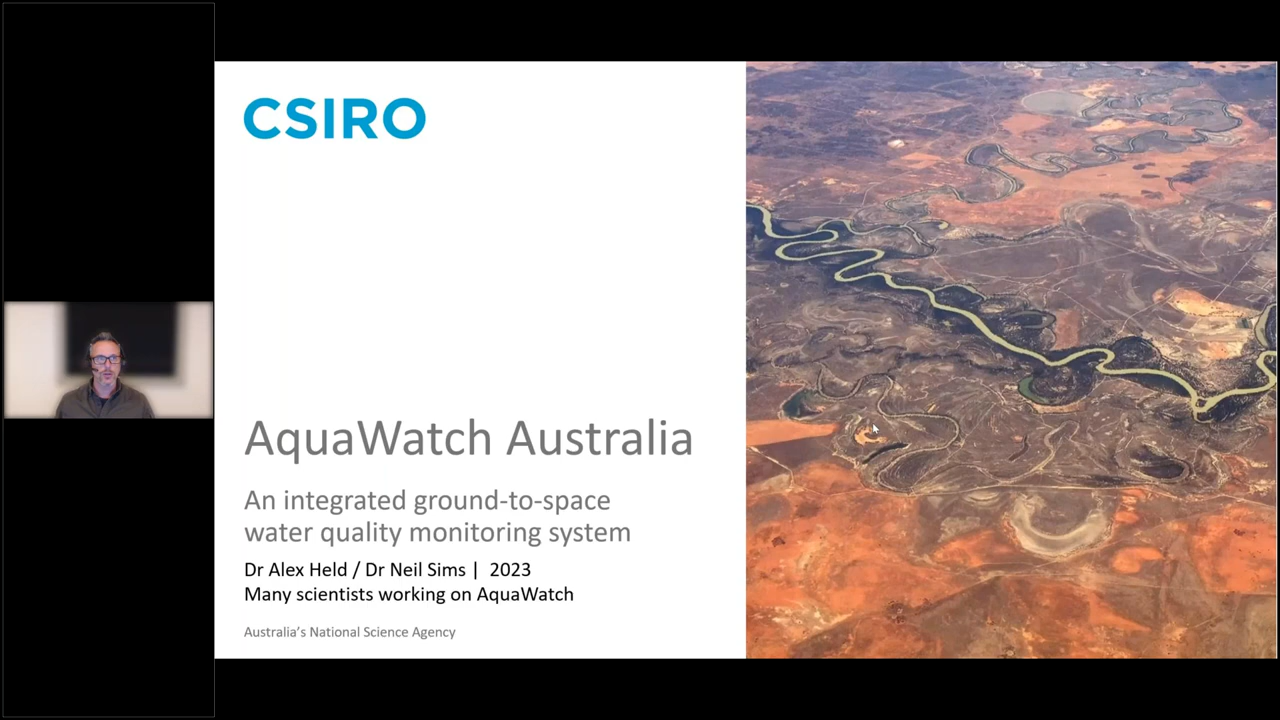 CSIRO
AquaWatch Australia
An integrated ground-to-space
water quality monitoring system
Dr Alex Held / Dr Neil Sims | 2023
Many scientists working on AquaWatch
Australia's National Science Agency